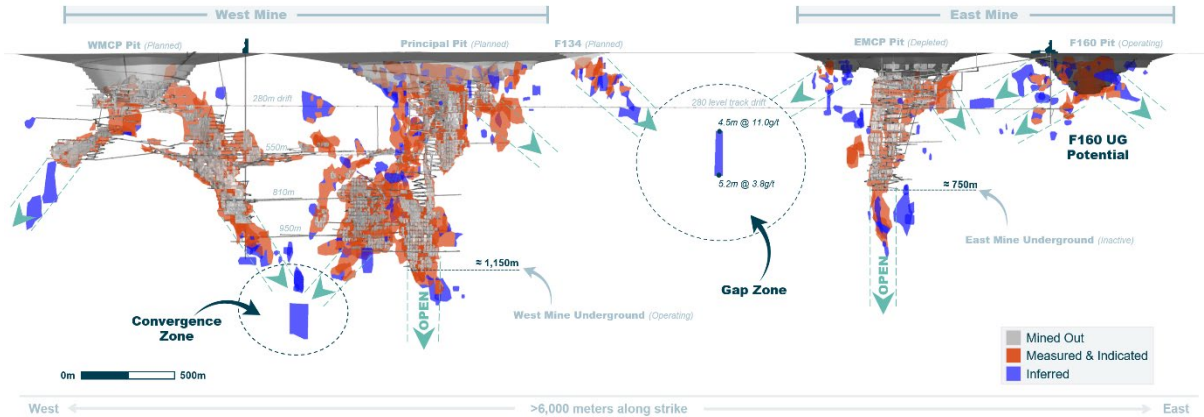 West Mine
East Mine
WMCP Pit (Planned)
Principal Pit (Planned)
F134 (Planned)
EMCP Pit (Depleted)
F160 Pit (Operating)
280m drift
280 level track drift
4.5m @ 11.0g/t
5.2m @ 3.8g/t
550m
810m
950m
F160 UG
Potential
≈ 750m
East Mine Underground (Inactive)
≈ 1,150m
West Mine Underground (Operating)
Gap Zone
Convergence
Zone
OPEN
OPEN
0m
500m
Mined Out
Measured & Indicated
Inferred
West
>6,000 meters along strike
East